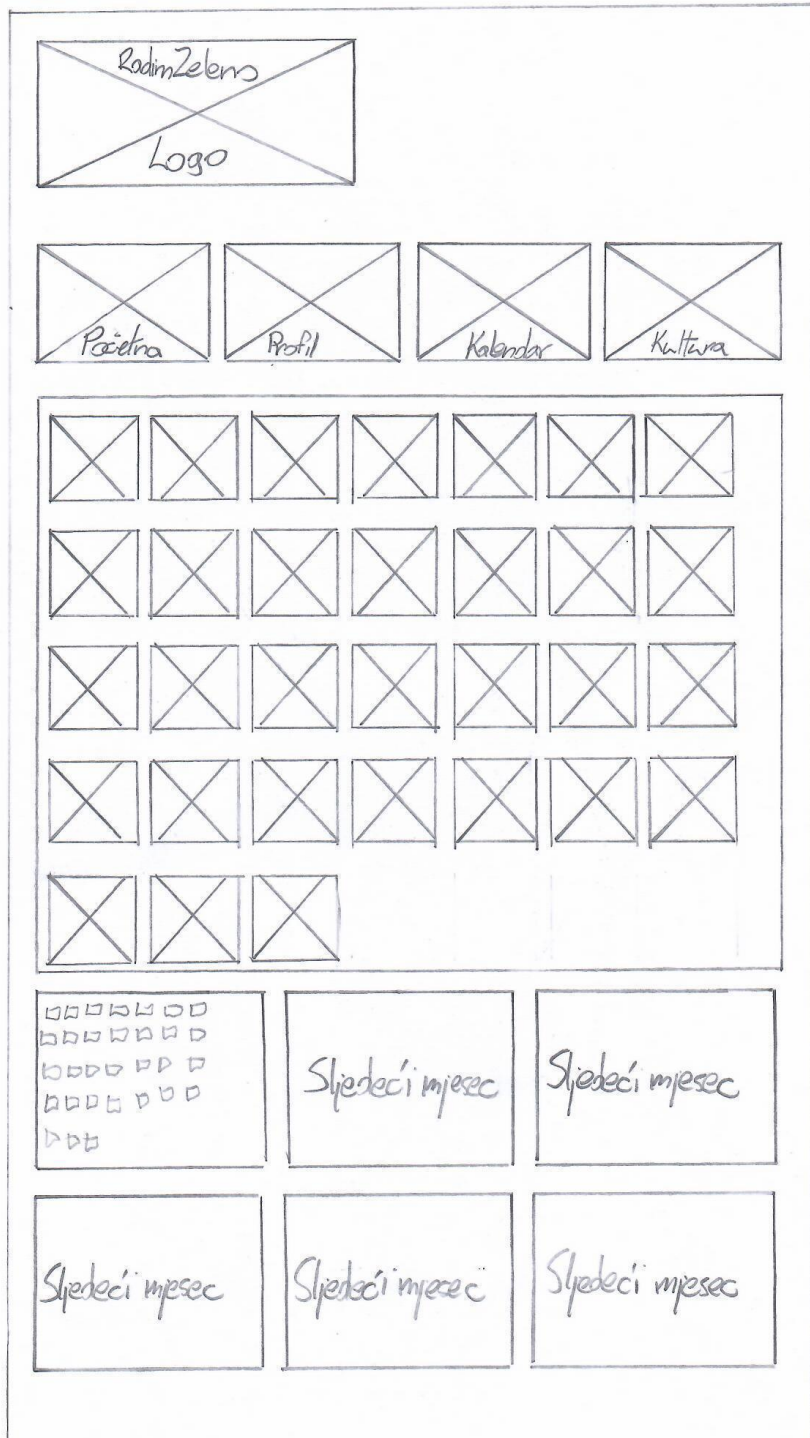 RadimZeleno
Logo
Početna Profil Kalendar Kultura
Sljedeći mjesec Sljedeći mjesec
Sljedeći mjesec Sljedeći mjesec Sljedeći mjesec